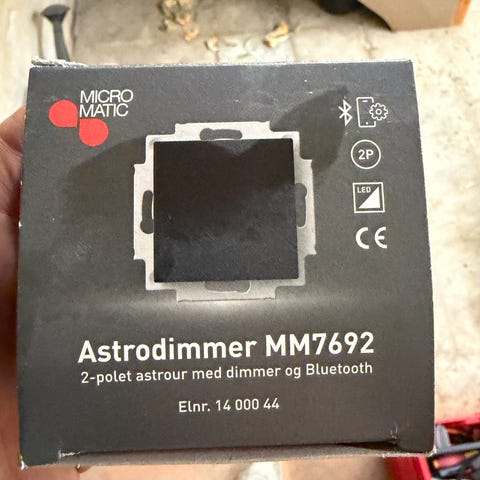 MICRO
MATIC
2P
LED
CE
Astrodimmer MM7692
2-polet astrour med dimmer og Bluetooth
Elnr. 14 000 44